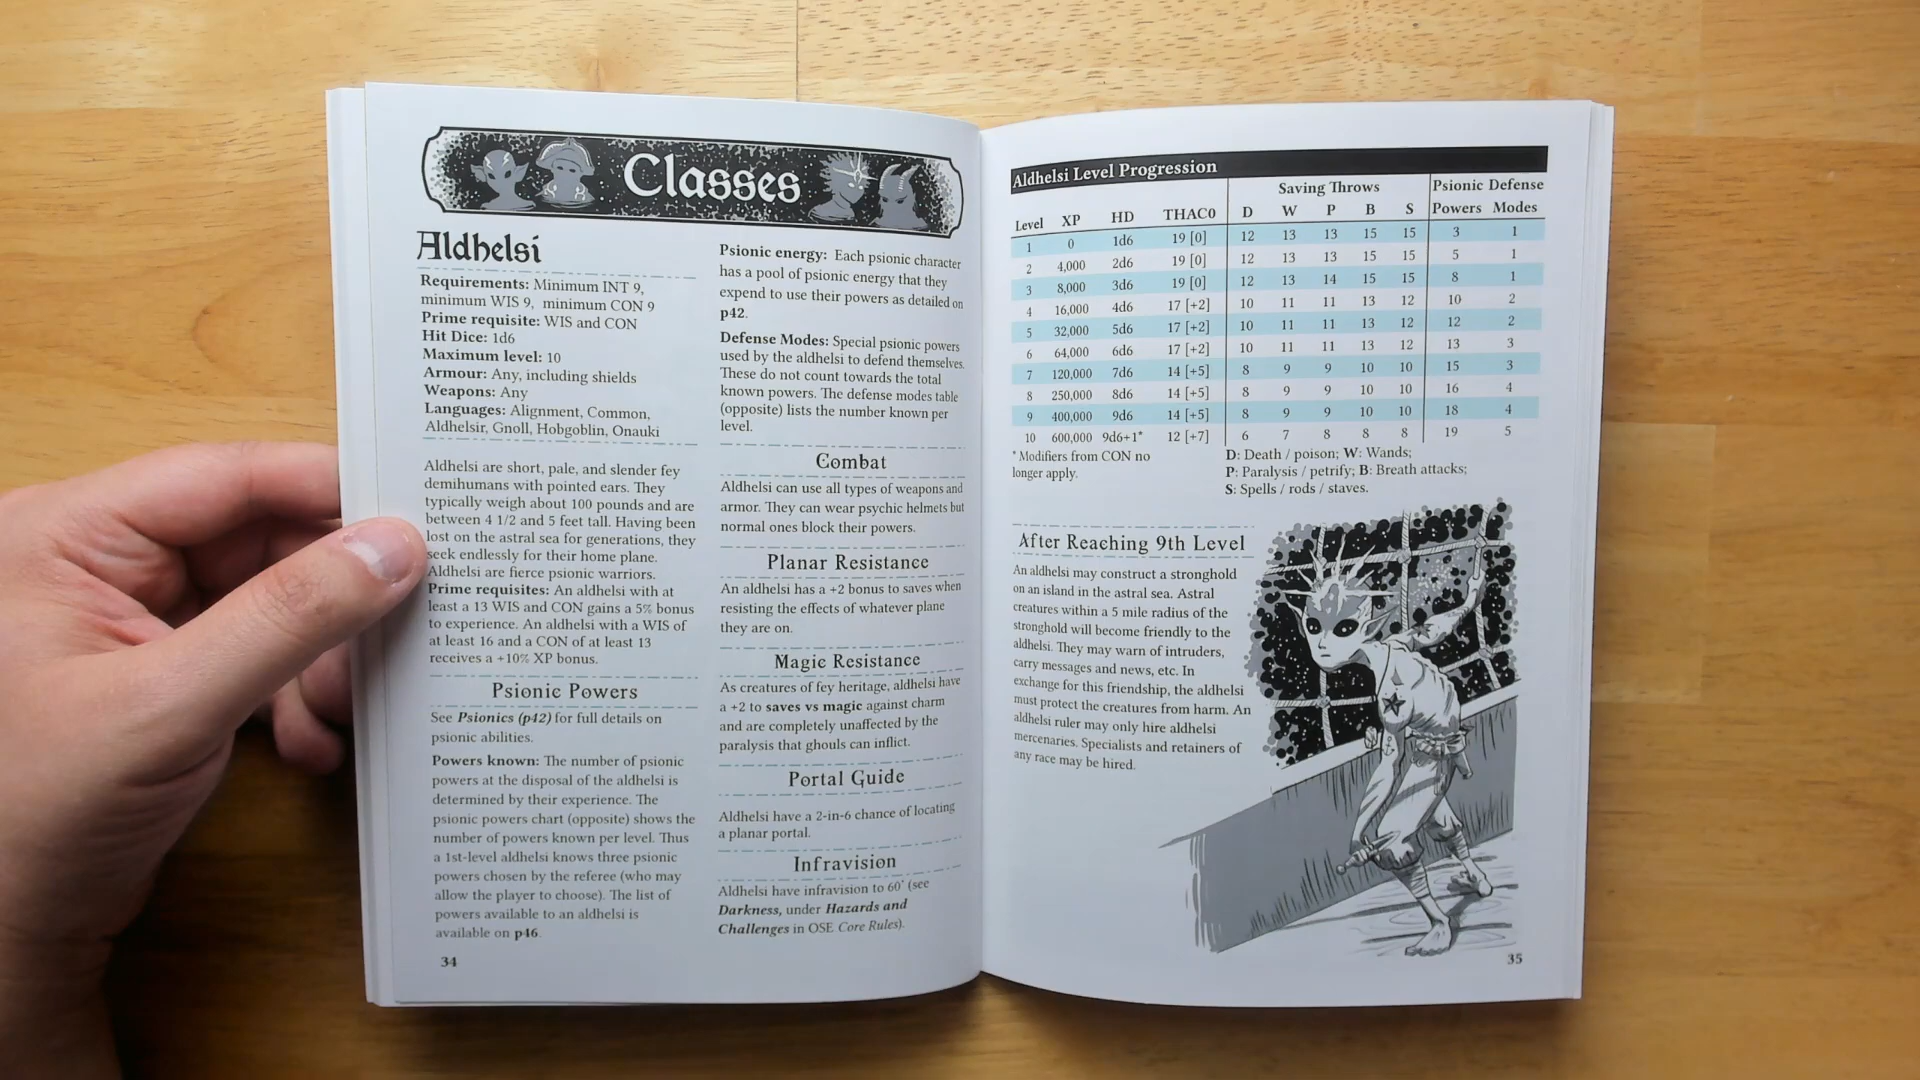 Classes
Aldhelsi
Requirements: Minimum INT 9,
minimum WIS 9, minimum CON 9
Prime requisite: WIS and CON
Hit Dice: 1d6
Maximum level: 10
Armour: Any, including shields
Weapons: Any
Languages: Alignment, Common,
Aldhelsir, Gnoll, Hobgoblin, Onauki
Aldhelsi are short, pale, and slender fey
demihumans with pointed ears. They
typically weigh about 100 pounds and are
between 4 1/2 and 5 feet tall. Having been
lost on the astral sea for generations, they
seek endlessly for their home plane.
Aldhelsi are fierce psionic warriors.
Prime requisites: An aldhelsi with at
least a 13 WIS and CON gains a 5% bonus
to experience. An aldhelsi with a WIS of
at least 16 and a CON of at least 13
receives a +10% XP bonus.
Psionic Powers
See Psionics (p42) for full details on
psionic abilities.
Powers known: The number of psionic
powers at the disposal of the aldhelsi is
determined by their experience. The
psionic powers chart (opposite) shows the
number of powers known per level. Thus
a 1st-level aldhelsi knows three psionic
powers chosen by the referee (who may
allow the player to choose). The list of
powers available to an aldhelsi is
available on p46.
34
Psionic energy: Each psionic character
has a pool of psionic energy that they
expend to use their powers as detailed on
p42.
Defense Modes: Special psionic powers
used by the aldhelsi to defend themselves.
These do not count towards the total
known powers. The defense modes table
(opposite) lists the number known per
level.
Combat
Aldhelsi can use all types of weapons and
armor. They can wear psychic helmets but
normal ones block their powers.
Planar Resistance
An aldhelsi has a +2 bonus to saves when
resisting the effects of whatever plane
they are on.
Magic Resistance
As creatures of fey heritage, aldhelsi have
a +2 to saves vs magic against charm
and are completely unaffected by the
paralysis that ghouls can inflict.
Portal Guide
Aldhelsi have a 2-in-6 chance of locating
a planar portal.
Infravision
Aldhelsi have infravision to 60' (see
Darkness, under Hazards and
Challenges in OSE Core Rules).
Aldhelsi Level Progression
Saving Throws Psionic Defense
Level XP HD THAC0 D W P B S Powers Modes
1 0 1d6 19 [0] 12 13 13 15 15 3 1
2 4,000 2d6 19 [0] 12 13 13 15 15 5 1
3 8,000 3d6 19 [0] 12 13 14 15 15 8 1
4 16,000 4d6 17 [+2] 10 11 11 13 12 10 2
5 32,000 5d6 17 [+2] 10 11 11 13 12 12 2
6 64,000 6d6 17 [+2] 10 11 11 13 12 13 3
7 120,000 7d6 14 [+5] 8 9 9 10 10 15 3
8 250,000 8d6 14 [+5] 8 9 9 10 10 16 4
9 400,000 9d6 14 [+5] 8 9 9 10 10 18 4
10 600,000 9d6+1* 12 [+7] 6 7 8 8 8 19 5
* Modifiers from CON no
longer apply.
D: Death / poison; W: Wands;
P: Paralysis / petrify; B: Breath attacks;
S: Spells / rods / staves.
After Reaching 9th Level
An aldhelsi may construct a stronghold
on an island in the astral sea. Astral
creatures within a 5 mile radius of the
stronghold will become friendly to the
aldhelsi. They may warn of intruders,
carry messages and news, etc. In
exchange for this friendship, the aldhelsi
must protect the creatures from harm. An
aldhelsi ruler may only hire aldhelsi
mercenaries. Specialists and retainers of
any race may be hired.
35